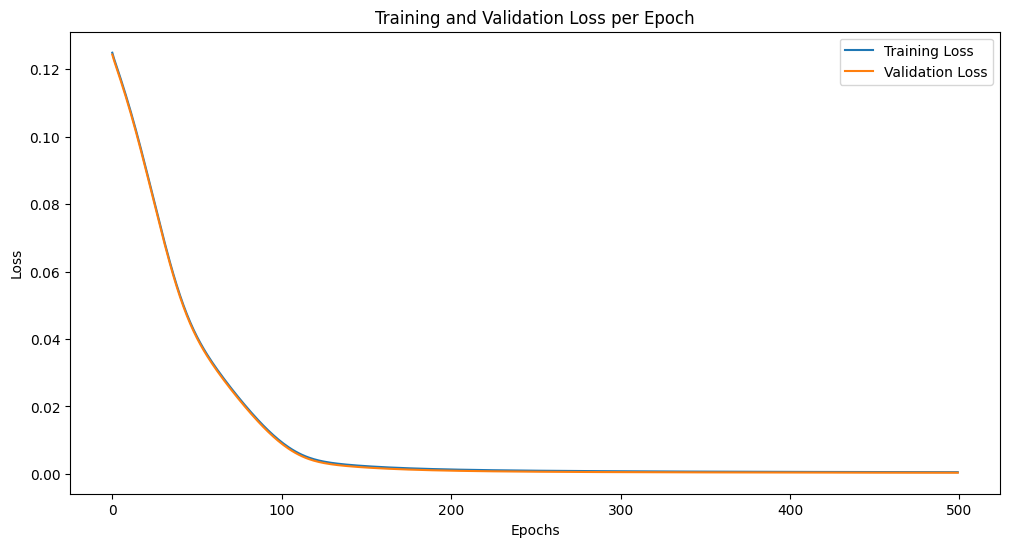 Training and Validation Loss per Epoch
Training Loss
Validation Loss
0.12
0.10
0.08
0.06
0.04
0.02
0.00
Loss
0 100 200 300 400 500
Epochs